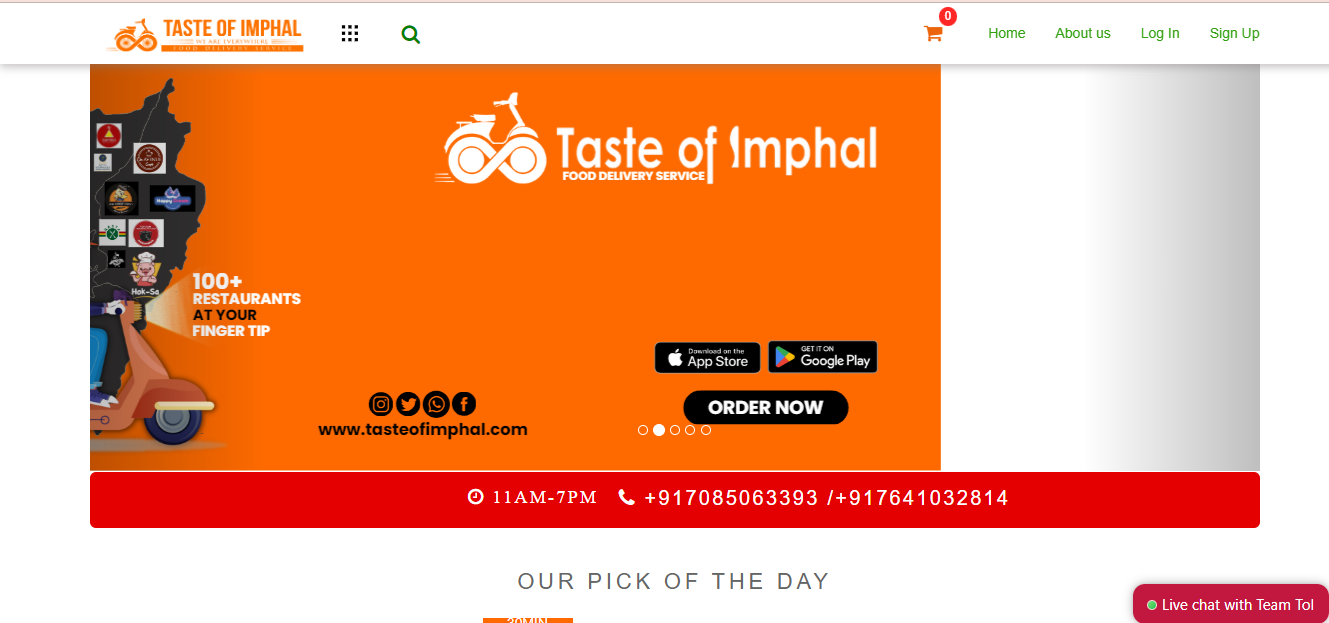 TASTE OF IMPHAL
WE ARE EVERYWHERE
FOOD DELIVERY SERVICE
0
Home
About us
Log In
Sign Up
Taste of Imphal
FOOD DELIVERY SERVICE
Hok-Sa
100+
RESTAURANTS
AT YOUR
FINGER TIP
Download on the
App Store
GET IT ON
Google Play
ORDER NOW
www.tasteofimphal.com
11AM-7PM
+917085063393 /+917641032814
OUR PICK OF THE DAY
Live chat with Team ToI